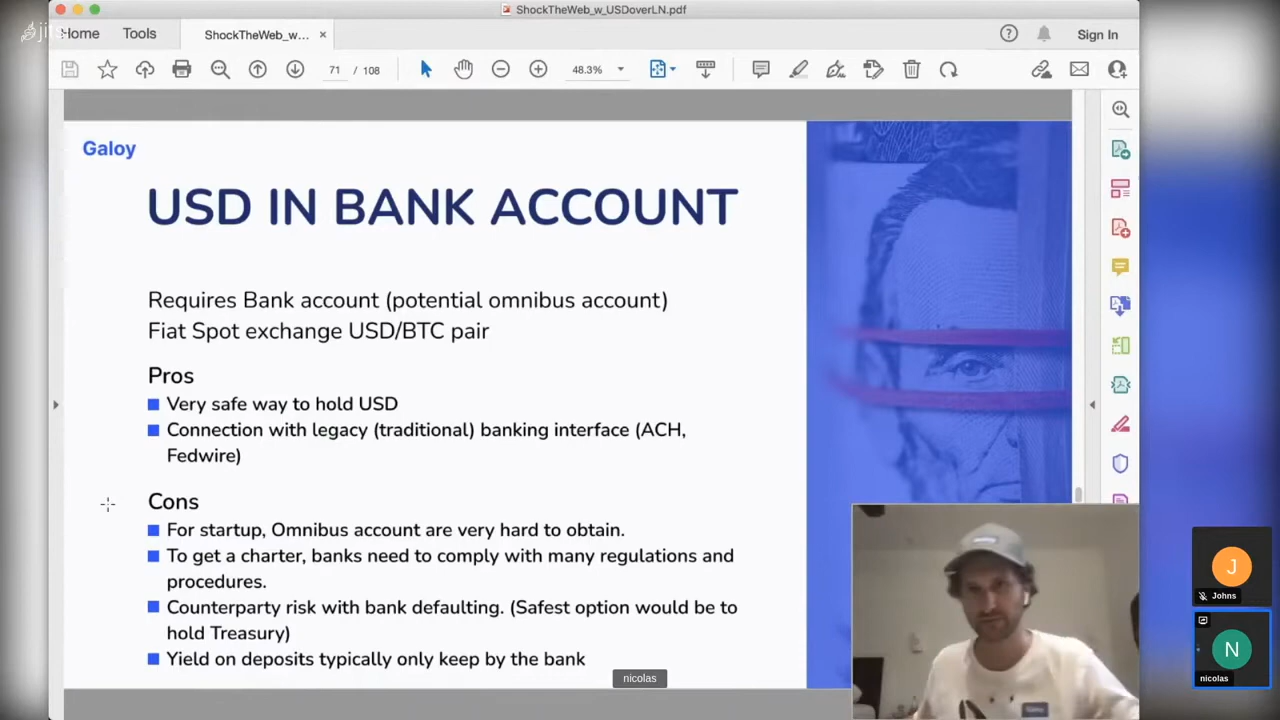 ShockTheWeb_w_USDoverLN.pdf
Home Tools ShockTheWeb_w... × Sign In
71 / 108 48.3%
Galoy
USD IN BANK ACCOUNT
Requires Bank account (potential omnibus account)
Fiat Spot exchange USD/BTC pair
Pros
Very safe way to hold USD
Connection with legacy (traditional) banking interface (ACH,
Fedwire)
Cons
For startup, Omnibus account are very hard to obtain.
To get a charter, banks need to comply with many regulations and
procedures.
Counterparty risk with bank defaulting. (Safest option would be to
hold Treasury)
Yield on deposits typically only keep by the bank
nicolas
J
Johns
N
nicolas